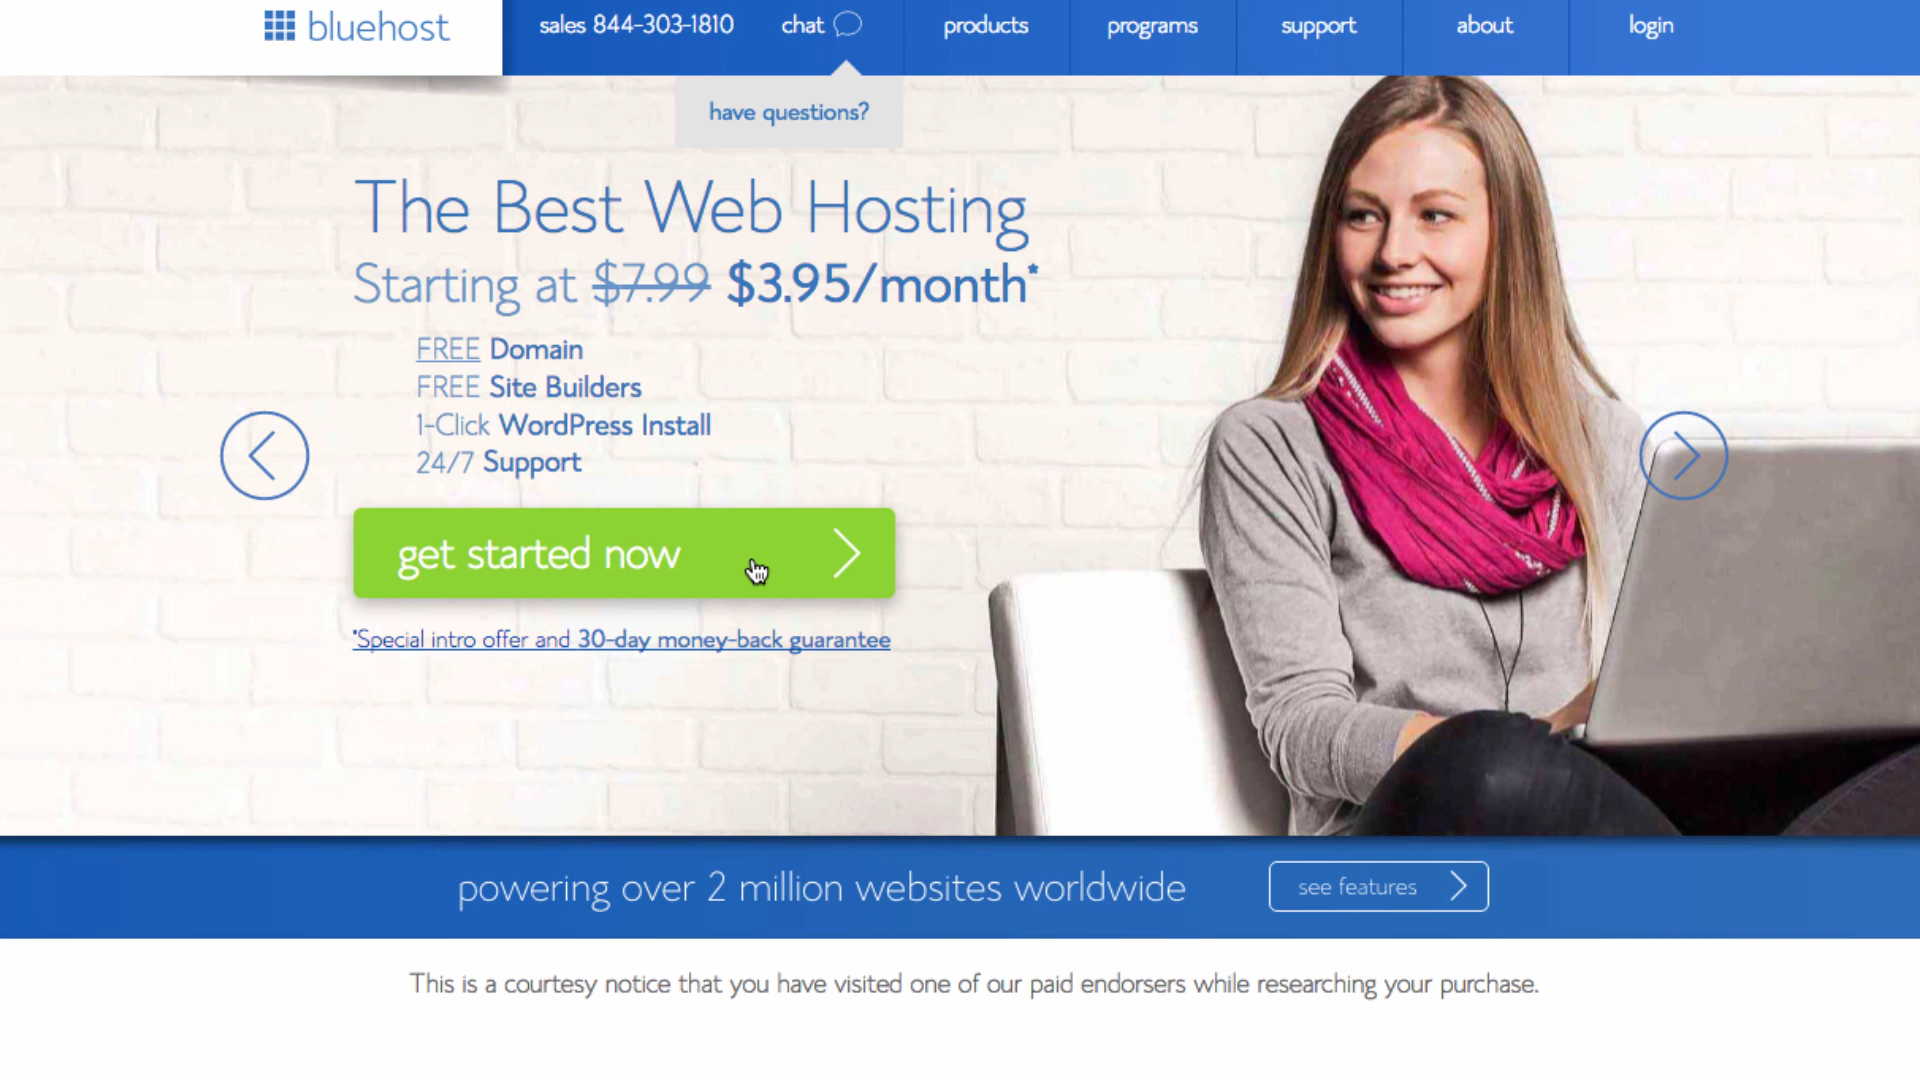 bluehost
sales 844-303-1810 chat products programs support about login
have questions?
The Best Web Hosting
Starting at $7.99 $3.95/month*
FREE Domain
FREE Site Builders
1-Click WordPress Install
24/7 Support
get started now
*Special intro offer and 30-day money-back guarantee
powering over 2 million websites worldwide
see features
This is a courtesy notice that you have visited one of our paid endorsers while researching your purchase.